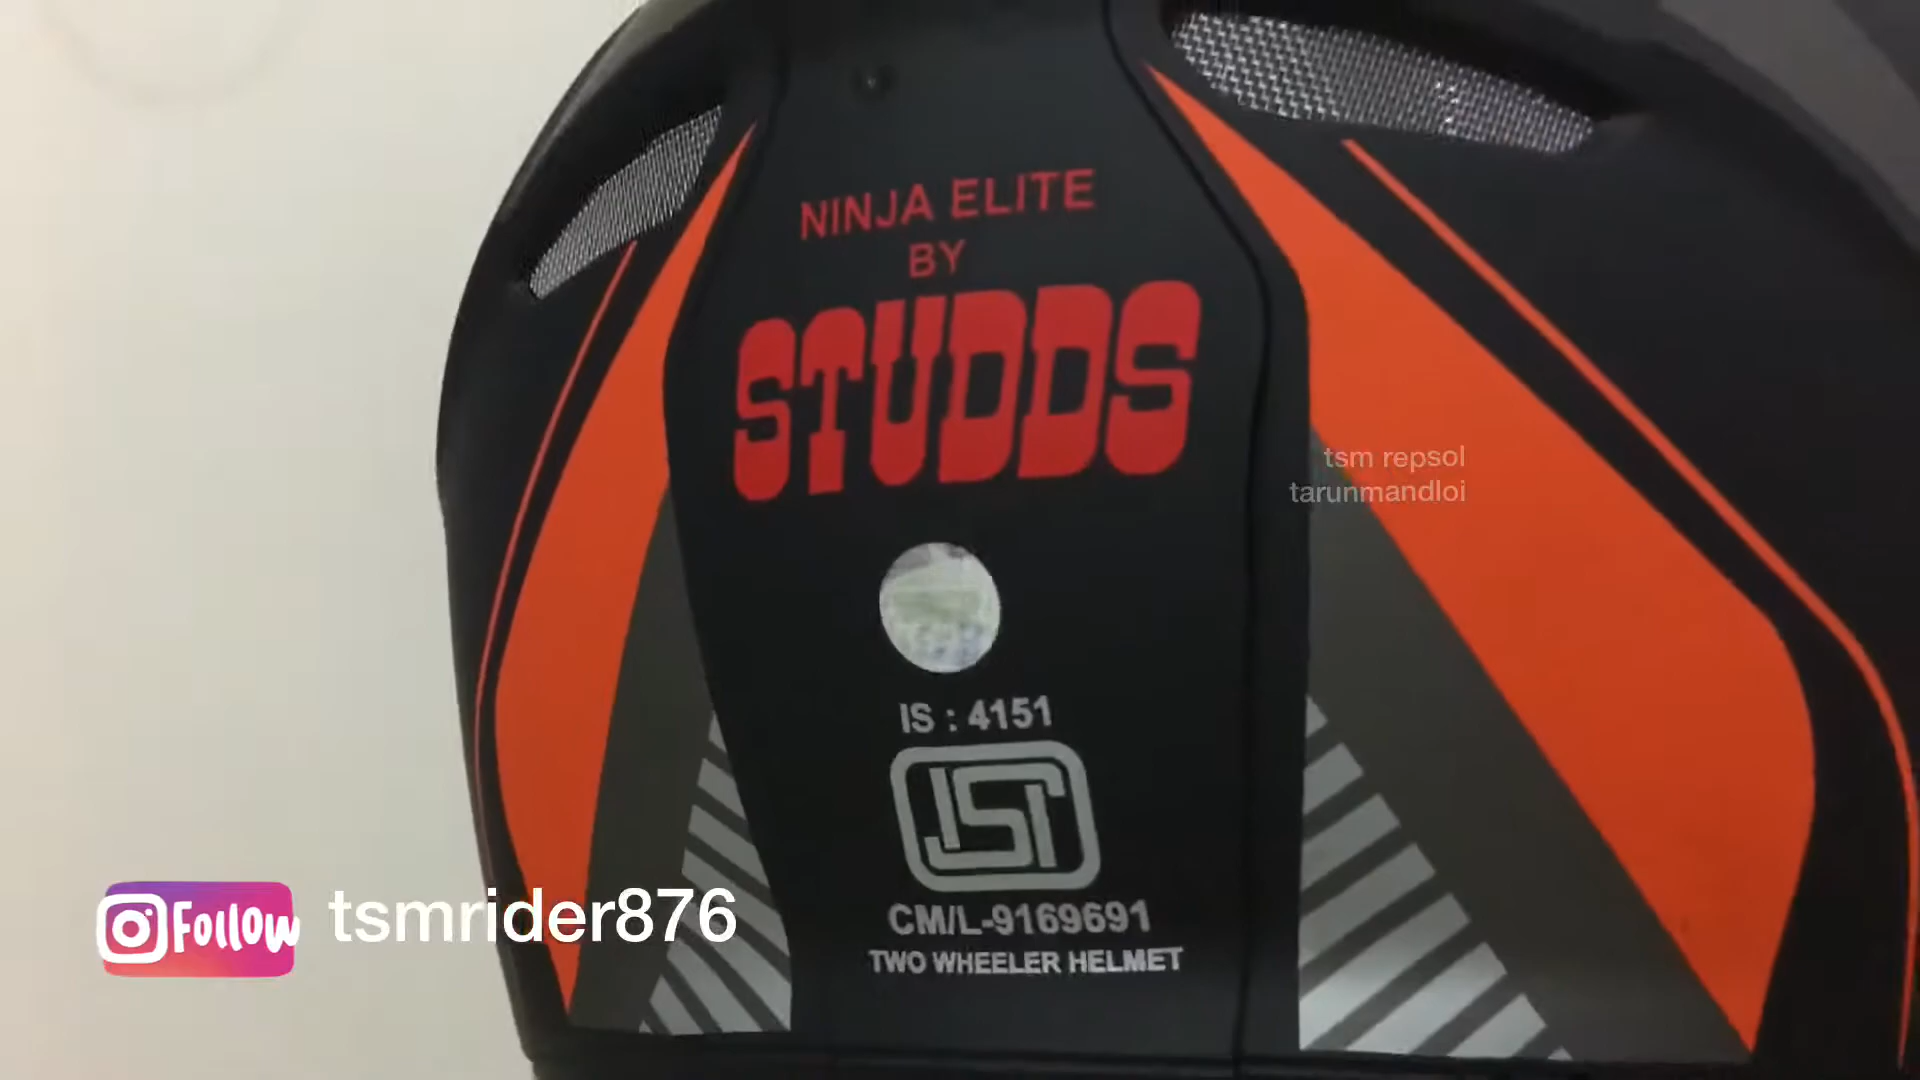 NINJA ELITE
BY
STUDDS
tsm repsol
tarunmandloi
IS : 4151
ISI
CM/L-9169691
TWO WHEELER HELMET
Follow tsmrider876